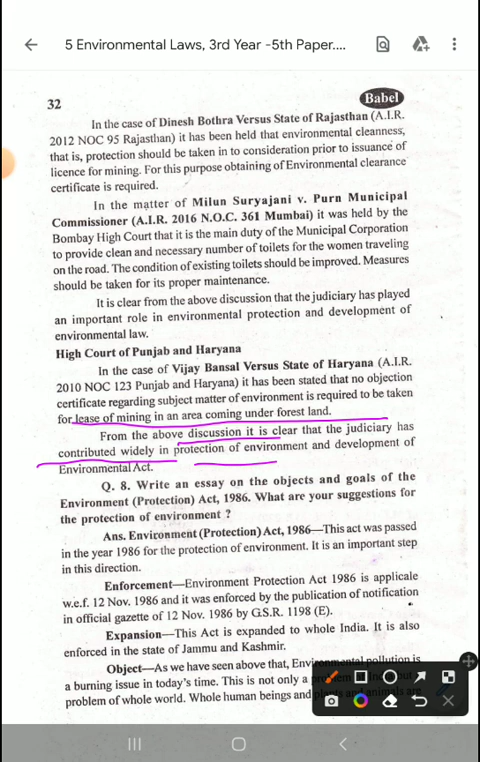 5 Environmental Laws, 3rd Year -5th Paper....
32
Babel
In the case of Dinesh Bothra Versus State of Rajasthan (A.I.R.
2012 NOC 95 Rajasthan) it has been held that environmental cleanness,
that is, protection should be taken in to consideration prior to issuance of
licence for mining. For this purpose obtaining of Environmental clearance
certificate is required.
In the matter of Milun Suryajani v. Purn Municipal
Commissioner (A.I.R. 2016 N.O.C. 361 Mumbai) it was held by the
Bombay High Court that it is the main duty of the Municipal Corporation
to provide clean and necessary number of toilets for the women traveling
on the road. The condition of existing toilets should be improved. Measures
should be taken for its proper maintenance.
It is clear from the above discussion that the judiciary has played
an important role in environmental protection and development of
environmental law.
High Court of Punjab and Haryana
In the case of Vijay Bansal Versus State of Haryana (A.I.R.
2010 NOC 123 Punjab and Haryana) it has been stated that no objection
certificate regarding subject matter of environment is required to be taken
for lease of mining in an area coming under forest land.
From the above discussion it is clear that the judiciary has
contributed widely in protection of environment and development of
Environmental Act.
Q. 8. Write an essay on the objects and goals of the
Environment (Protection) Act, 1986. What are your suggestions for
the protection of environment ?
Ans. Environment (Protection) Act, 1986—This act was passed
in the year 1986 for the protection of environment. It is an important step
in this direction.
Enforcement—Environment Protection Act 1986 is applicale
w.e.f. 12 Nov. 1986 and it was enforced by the publication of notification
in official gazette of 12 Nov. 1986 by G.S.R. 1198 (E).
Expansion—This Act is expanded to whole India. It is also
enforced in the state of Jammu and Kashmir.
Object—As we have seen above that, Environmental pollution is
a burning issue in today's time. This is not only a
problem of whole world. Whole human beings and